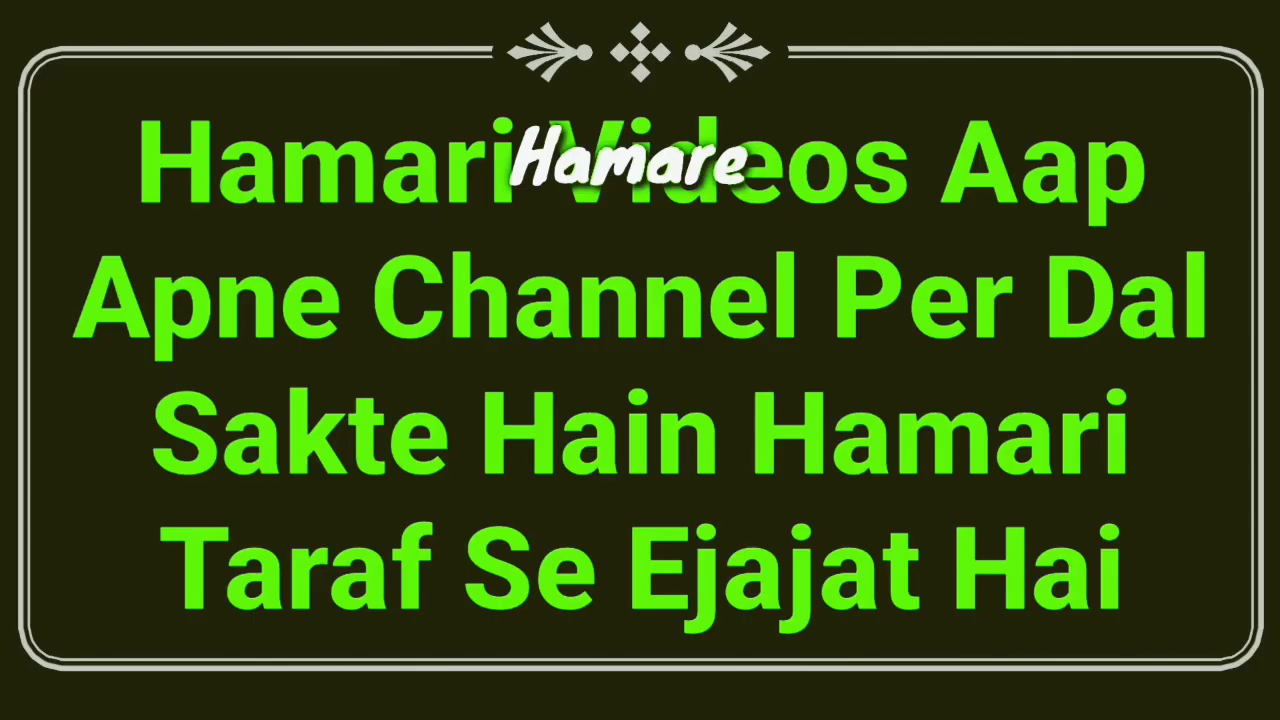 Hamari Videos Aap
Hamare
Apne Channel Per Dal
Sakte Hain Hamari
Taraf Se Ejajat Hai